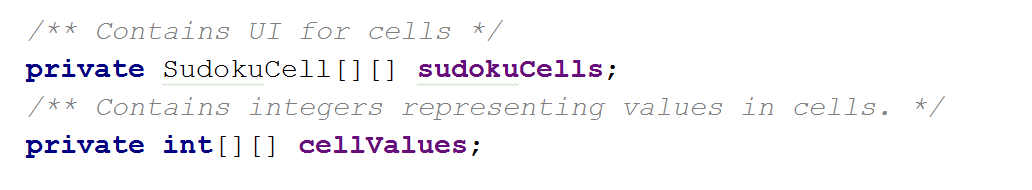 /** Contains UI for cells */
private SudokuCell[][] sudokuCells;
/** Contains integers representing values in cells. */
private int[][] cellValues;